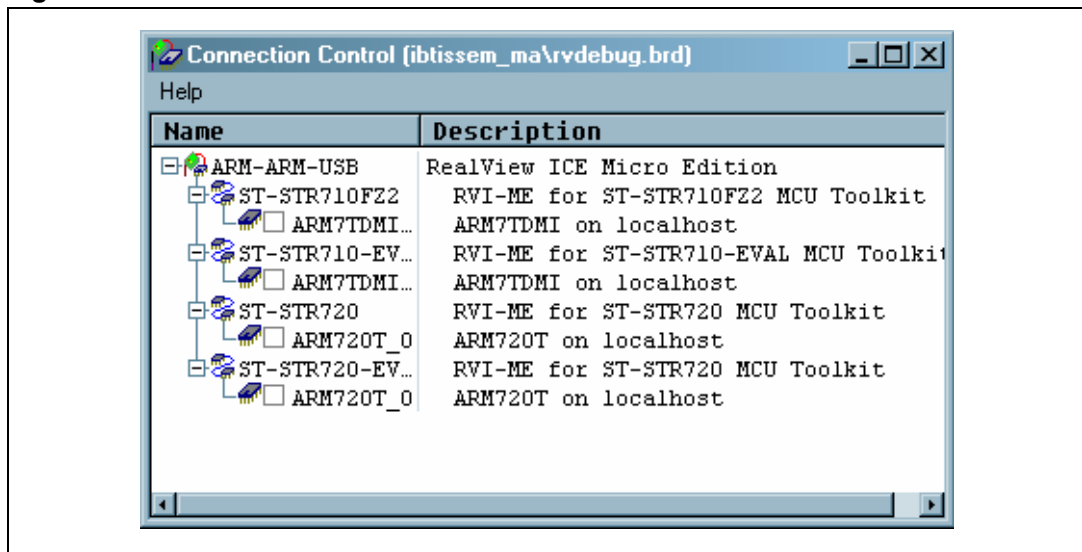 Connection Control (ibtissem_ma\rvdebug.brd)
Help
Name Description
ARM-ARM-USB RealView ICE Micro Edition
ST-STR710FZ2 RVI-ME for ST-STR710FZ2 MCU Toolkit
ARM7TDMI... ARM7TDMI on localhost
ST-STR710-EV... RVI-ME for ST-STR710-EVAL MCU Toolkit
ARM7TDMI... ARM7TDMI on localhost
ST-STR720 RVI-ME for ST-STR720 MCU Toolkit
ARM720T_0 ARM720T on localhost
ST-STR720-EV... RVI-ME for ST-STR720 MCU Toolkit
ARM720T_0 ARM720T on localhost